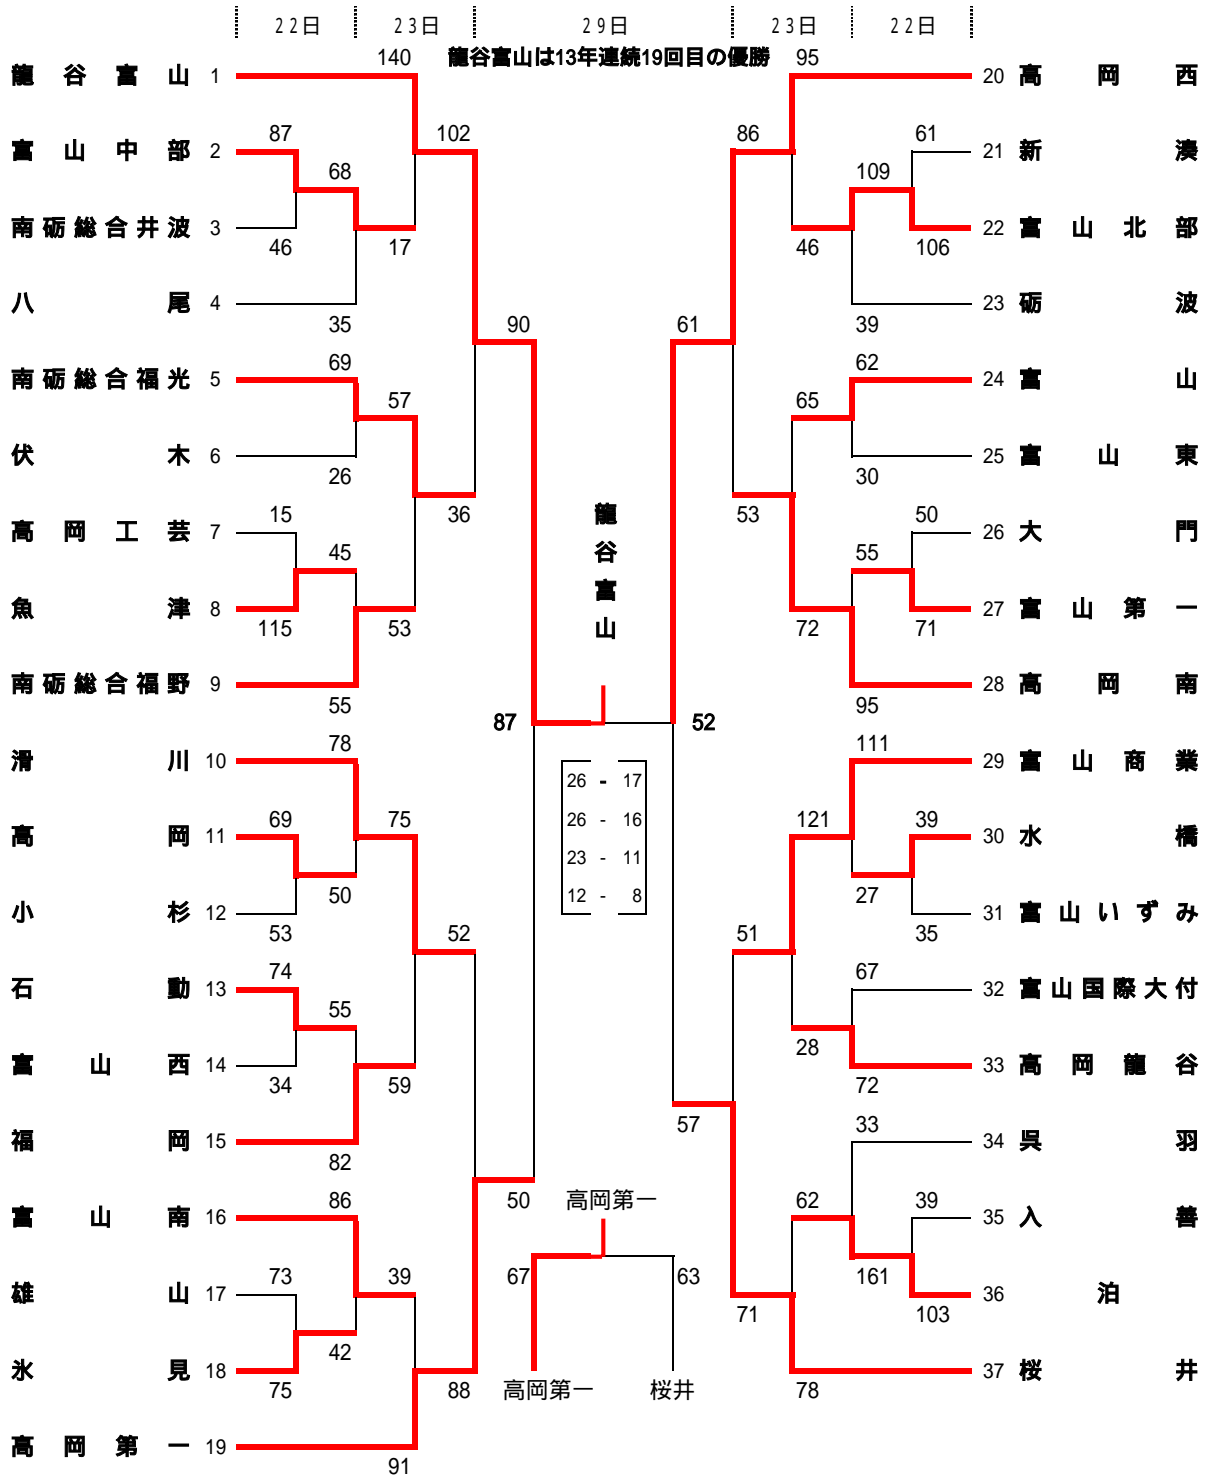 22日 23日 29日 23日 22日
龍谷富山は13年連続19回目の優勝
140 95
龍谷富山 1 20 高岡西
87 102 86 61
富山中部 2 21 新湊
68 109
南砺総合井波 3 22 富山北部
46 17 46 106
八尾 4 23 砺波
35 90 61 39
69 62
南砺総合福光 5 24 富山
57 65
伏木 6 25 富山東
26 30
15 36 53 50
高岡工芸 7 26 大門
45 55
魚津 8 27 富山第一
115 53 72 71
龍谷富山
南砺総合福野 9 28 高岡南
55 95
87 52
78 111
滑川 10 29 富山商業
26 - 17
69 75 121 39
26 - 16
高岡 11 30 水橋
23 - 11
50 27
12 - 8
小杉 12 31 富山いずみ
53 52 51 35
74 67
石動 13 32 富山国際大付
55 28
富山西 14 33 高岡龍谷
34 59 72
57 33
福岡 15 34 呉羽
82
86 50 高岡第一 62 39
富山南 16 35 入善
73 39 67 63 161
雄山 17 36 泊
42 71 103
氷見 18 37 桜井
75 88 高岡第一 桜井 78
高岡第一 19
91